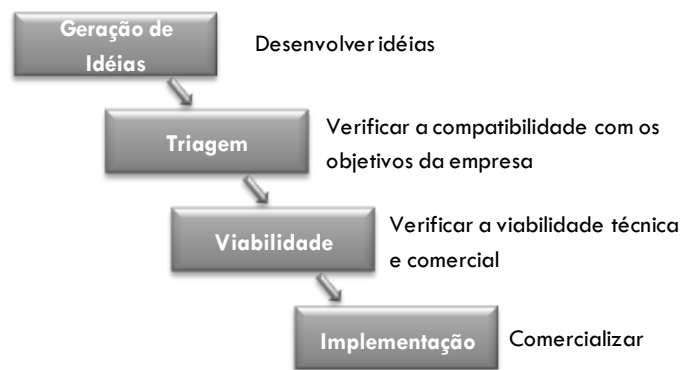 Geração de
Idéias
Desenvolver idéias
Triagem
Verificar a compatibilidade com os
objetivos da empresa
Viabilidade
Verificar a viabilidade técnica
e comercial
Implementação
Comercializar